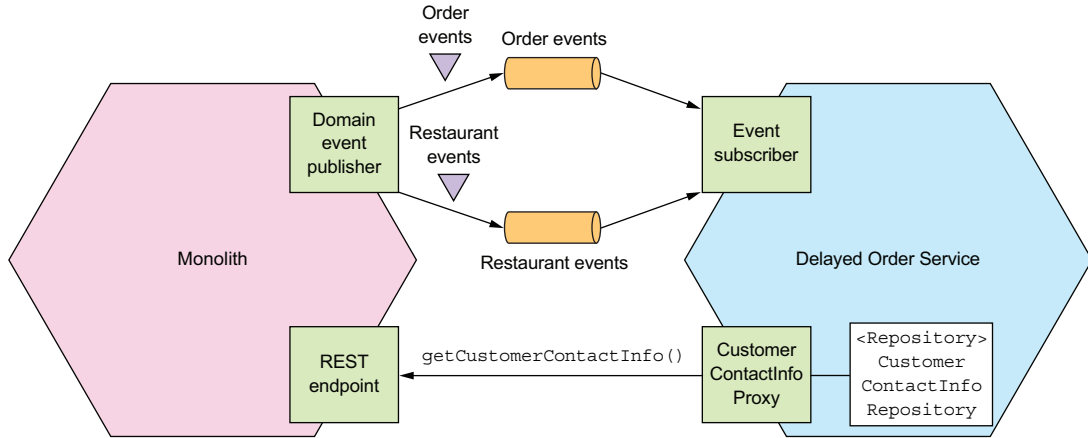 Order
events
Order events
Domain
event
publisher
Restaurant
events
Event
subscriber
Restaurant events
Monolith
Delayed Order Service
REST
endpoint
getCustomerContactInfo()
Customer
ContactInfo
Proxy
<Repository>
Customer
ContactInfo
Repository